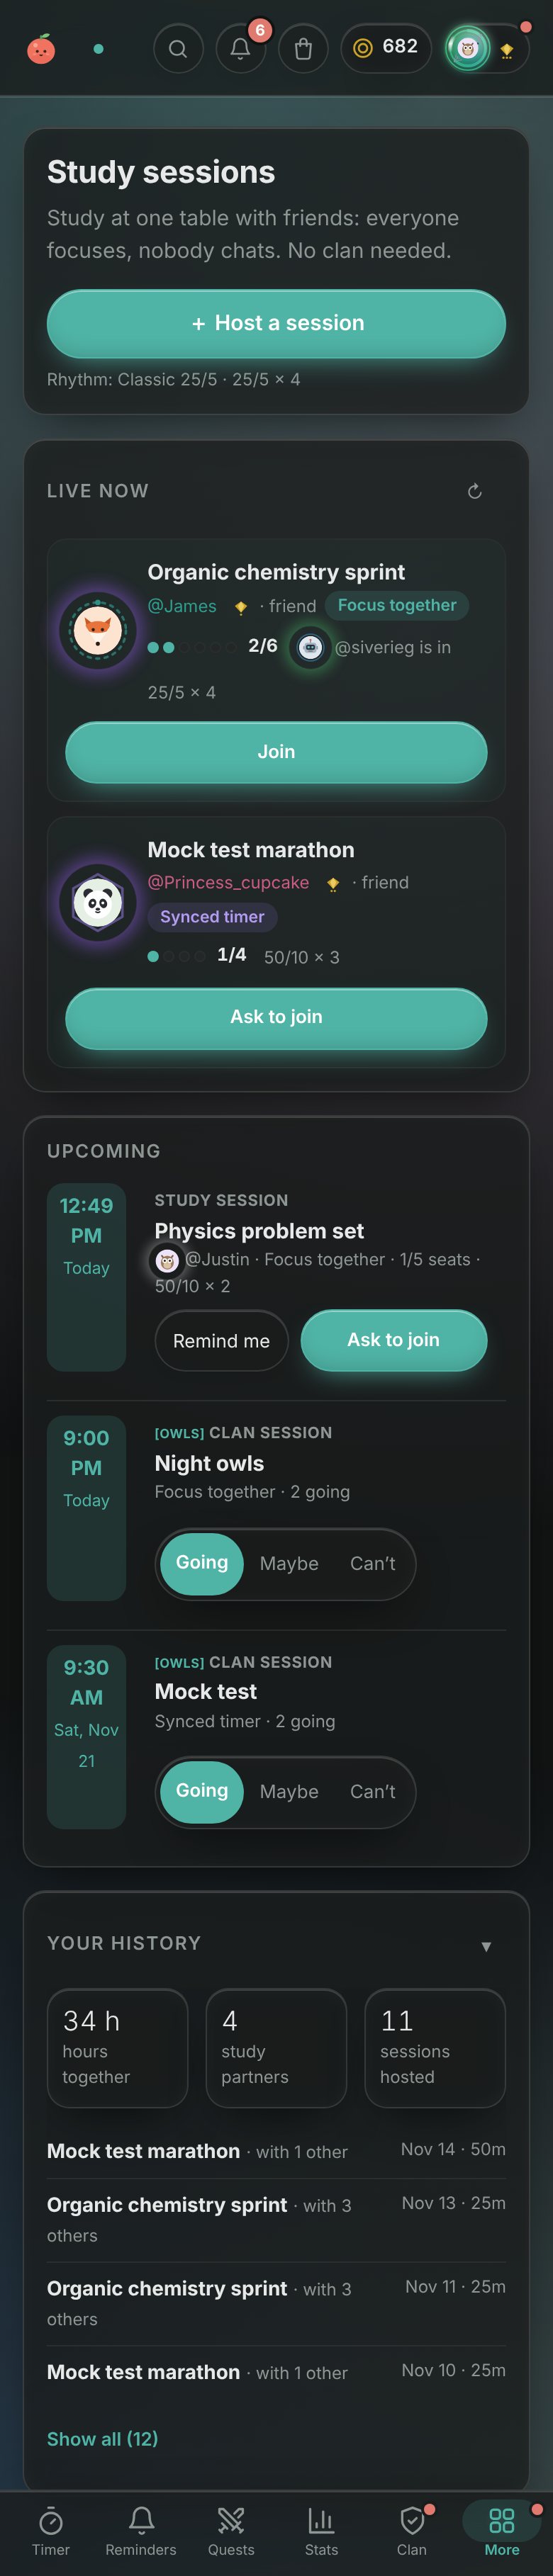 6
682
Study sessions
Study at one table with friends: everyone
focuses, nobody chats. No clan needed.
+ Host a session
Rhythm: Classic 25/5 · 25/5 × 4
LIVE NOW
Organic chemistry sprint
@James · friend Focus together
2/6 @siverieg is in
25/5 × 4
Join
Mock test marathon
@Princess_cupcake · friend
Synced timer
1/4 50/10 × 3
Ask to join
UPCOMING
12:49
PM
Today
STUDY SESSION
Physics problem set
@Justin · Focus together · 1/5 seats ·
50/10 × 2
Remind me Ask to join
9:00
PM
Today
[OWLS] CLAN SESSION
Night owls
Focus together · 2 going
Going Maybe Can't
9:30
AM
Sat, Nov
21
[OWLS] CLAN SESSION
Mock test
Synced timer · 2 going
Going Maybe Can't
YOUR HISTORY
34 h
hours
together
4
study
partners
11
sessions
hosted
Mock test marathon · with 1 other Nov 14 · 50m
Organic chemistry sprint · with 3 Nov 13 · 25m
others
Organic chemistry sprint · with 3 Nov 11 · 25m
others
Mock test marathon · with 1 other Nov 10 · 25m
Show all (12)
Timer Reminders Quests Stats Clan More